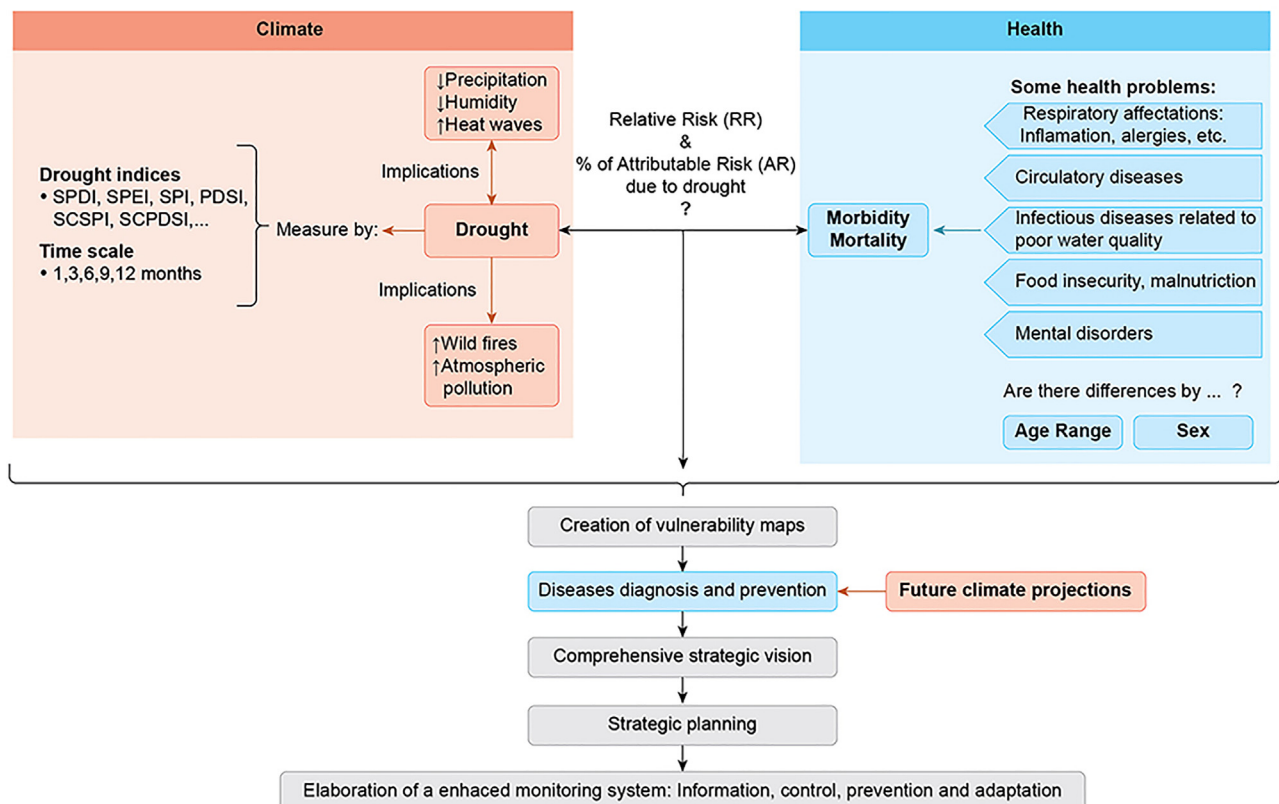 Climate
↓Precipitation
↓Humidity
↑Heat waves
Implications
Drought indices
• SPDI, SPEI, SPI, PDSI,
SCSPI, SCPDSI,...
Time scale
• 1,3,6,9,12 months
Measure by:
Drought
Implications
↑Wild fires
↑Atmospheric
pollution
Relative Risk (RR)
&
% of Attributable Risk (AR)
due to drought
?
Health
Some health problems:
Respiratory affectations:
Inflamation, alergies, etc.
Circulatory diseases
Morbidity
Mortality
Infectious diseases related to
poor water quality
Food insecurity, malnutriction
Mental disorders
Are there differences by ... ?
Age Range
Sex
Creation of vulnerability maps
Diseases diagnosis and prevention
Future climate projections
Comprehensive strategic vision
Strategic planning
Elaboration of a enhaced monitoring system: Information, control, prevention and adaptation